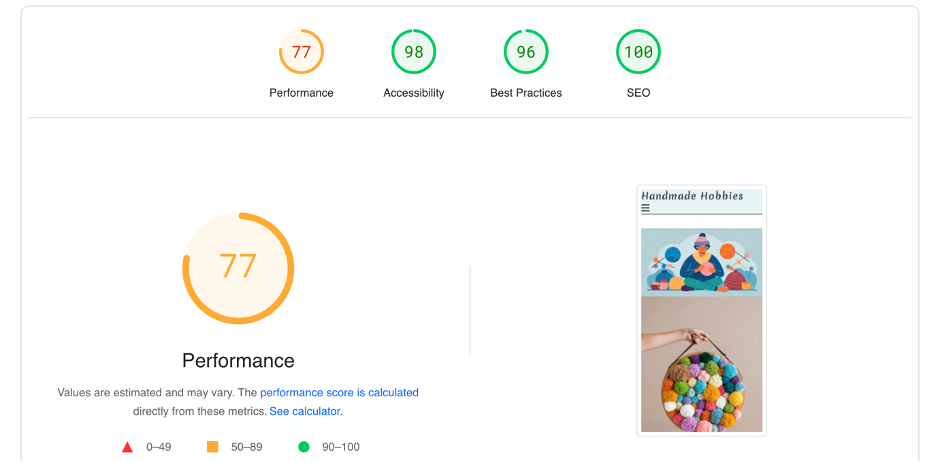 77
98
96
100
Performance
Accessibility
Best Practices
SEO
Handmade Hobbies
77
Performance
Values are estimated and may vary. The performance score is calculated
directly from these metrics. See calculator.
0–49
50–89
90–100